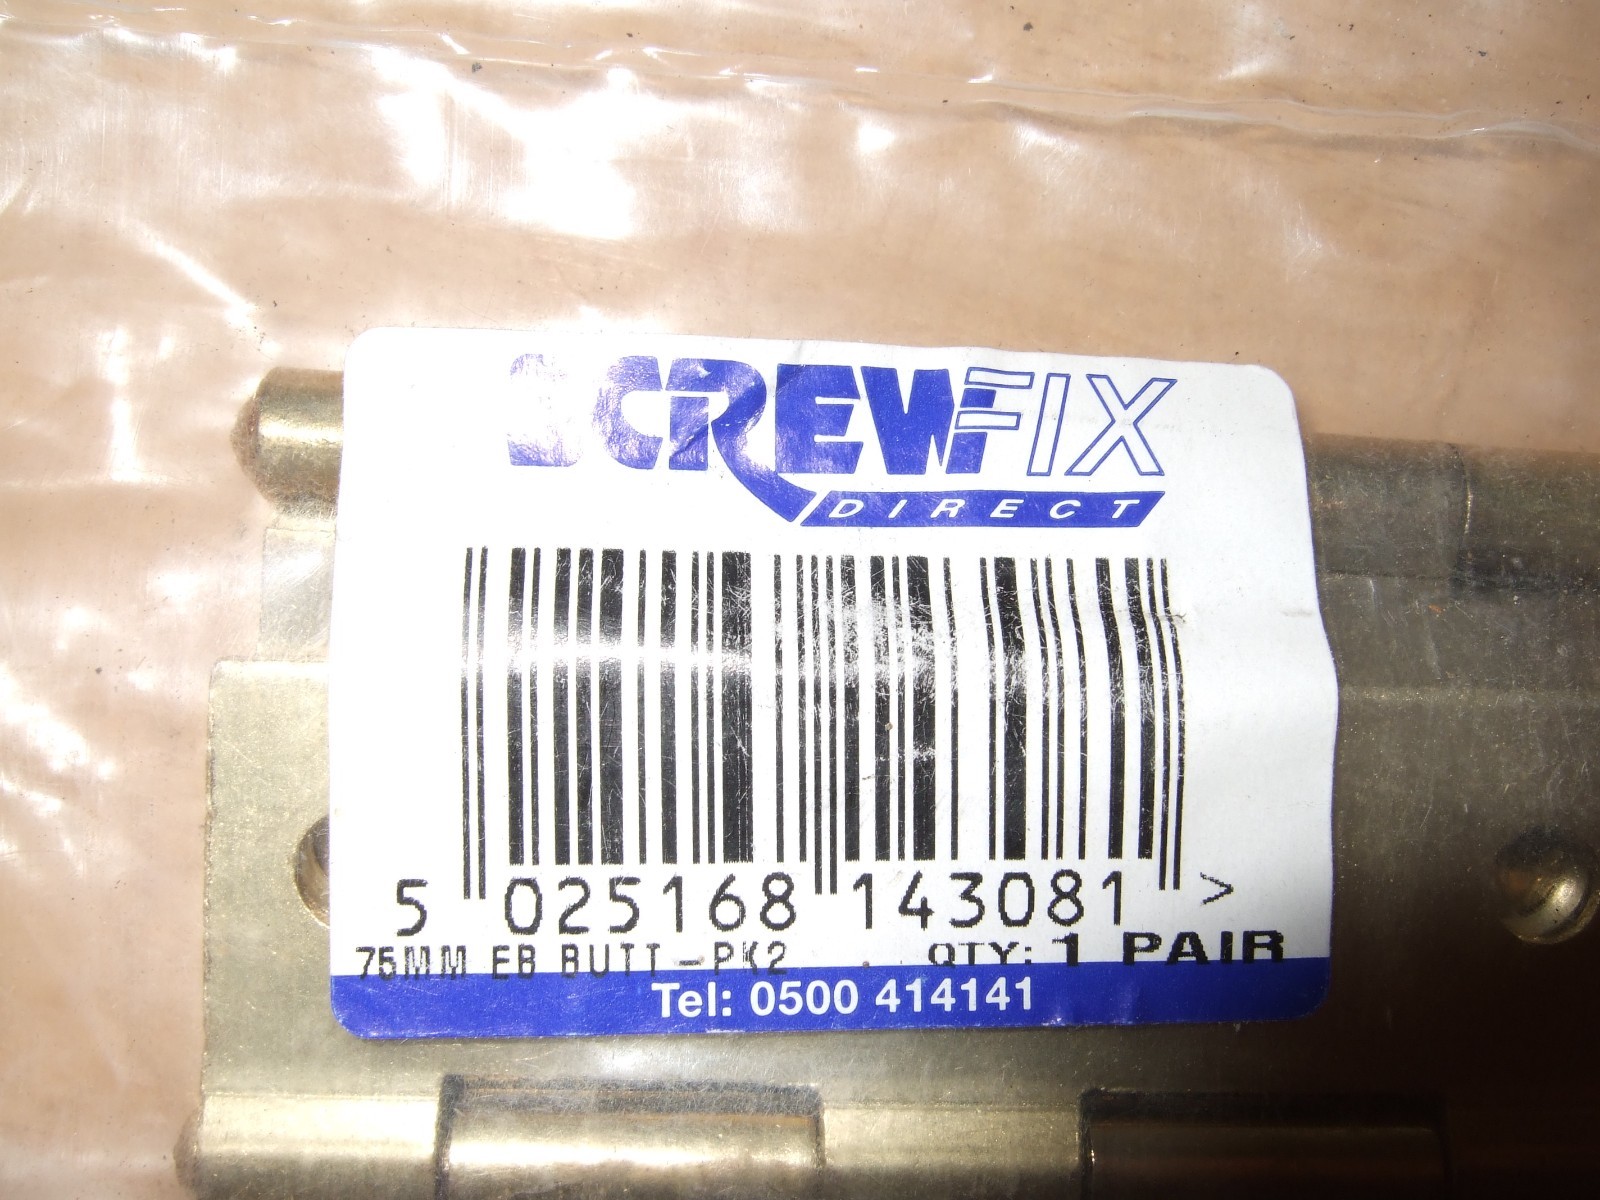 SCREWFIX
DIRECT
5 025168 143081 >
75MM EB BUTT-PK2 QTY: 1 PAIR
Tel: 0500 414141